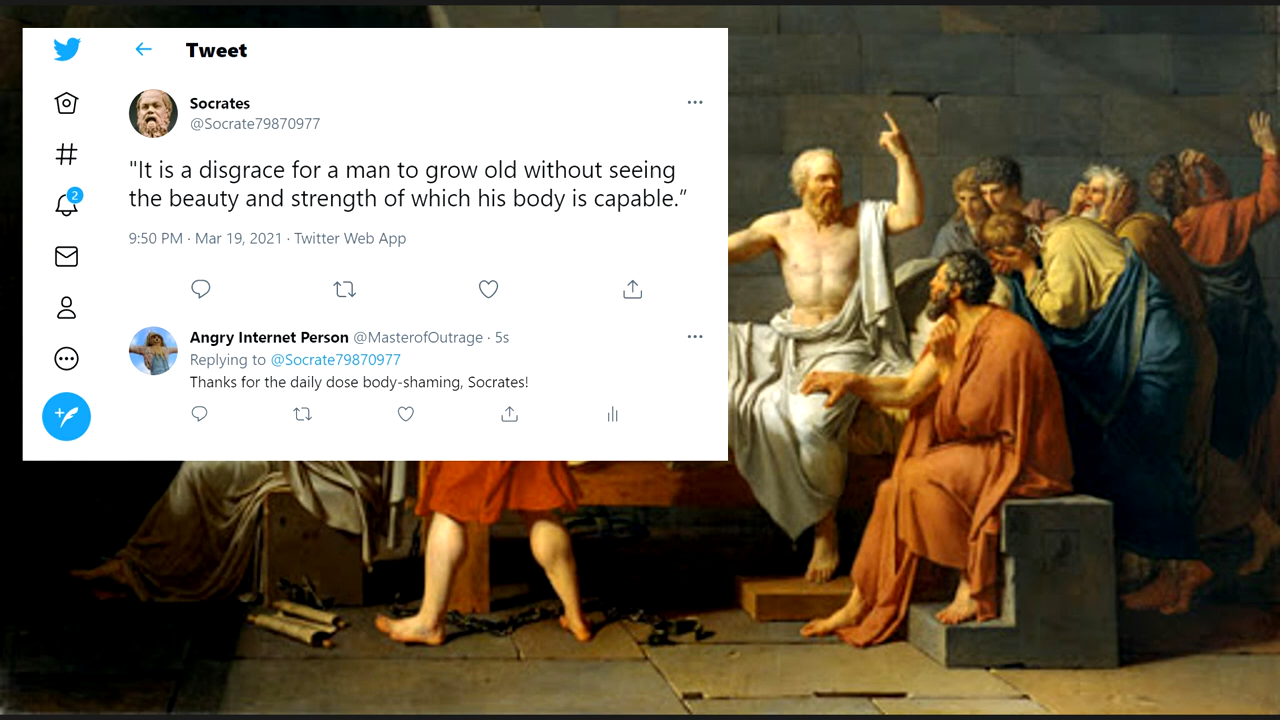 Tweet
Socrates
@Socrate79870977
"It is a disgrace for a man to grow old without seeing
the beauty and strength of which his body is capable.”
9:50 PM · Mar 19, 2021 · Twitter Web App
2
Angry Internet Person @MasterofOutrage · 5s
Replying to @Socrate79870977
Thanks for the daily dose body-shaming, Socrates!